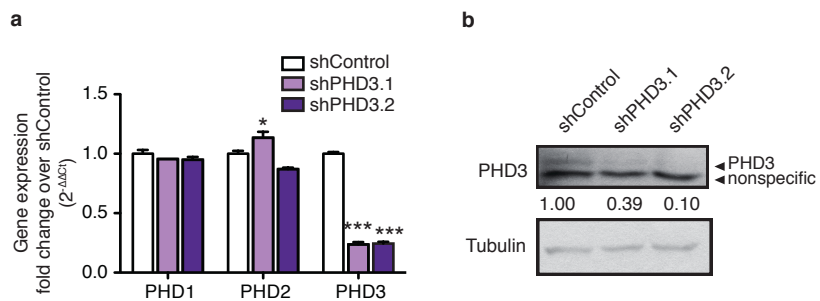 a
shControl
shPHD3.1
shPHD3.2
Gene expression
fold change over shControl
(2^-ΔΔCt)
1.5
1.0
0.5
0.0
*
*** ***
PHD1 PHD2 PHD3
b
shControl shPHD3.1 shPHD3.2
PHD3
PHD3
nonspecific
1.00 0.39 0.10
Tubulin